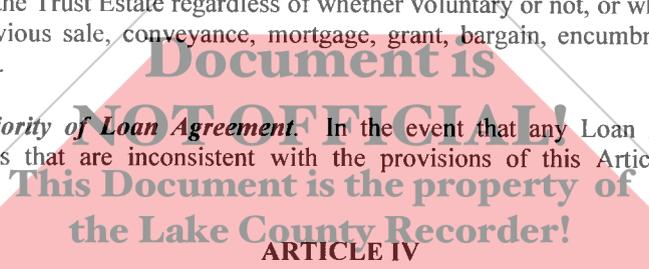 the Trust Estate regardless of whether voluntary or not, or
vious sale, conveyance, mortgage, grant, bargain, encumbr
Document is
NOT OFFICIAL!
iority of Loan Agreement. In the event that any Loan
s that are inconsistent with the provisions of this Artic
This Document is the property of
the Lake County Recorder!
ARTICLE IV